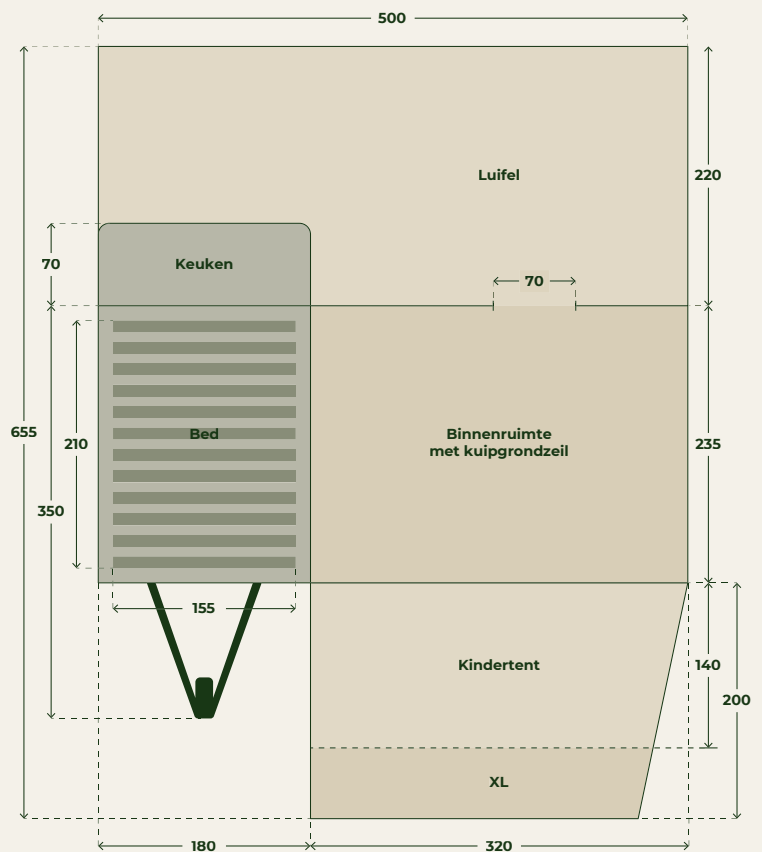 500
Luifel
220
Keuken
70
70
655
210
Bed
Binnenruimte
met kuipgrondzeil
235
350
155
Kindertent
140
200
XL
180
320